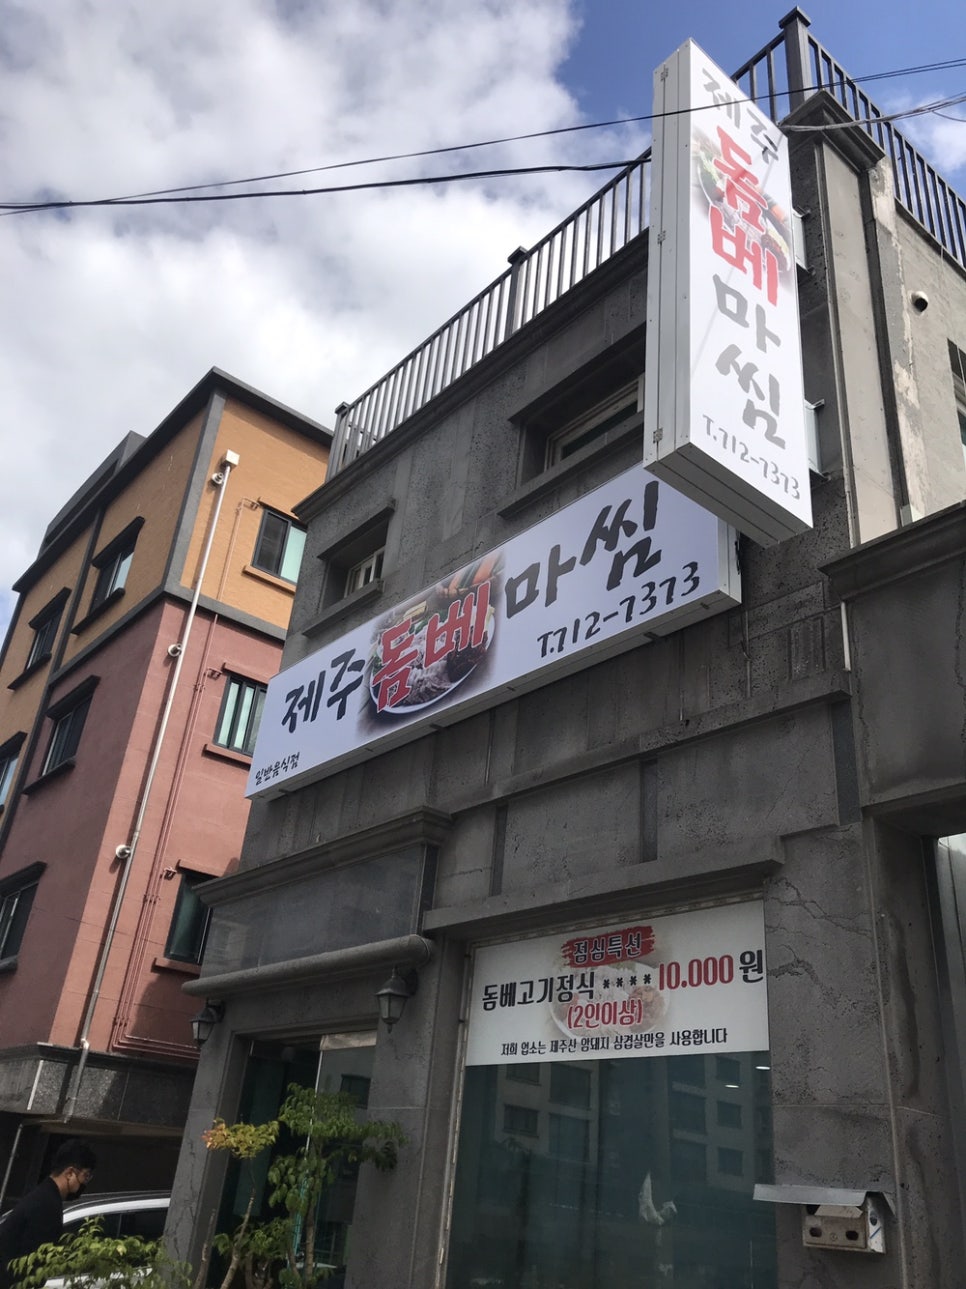 제주
돔베
마씸
T.712-7373
제주돔베마씸
T.712-7373
일반음식점
점심특선
돔베고기정식 **** 10.000원
(2인이상)
저희 업소는 제주산 암돼지 삼겹살만을 사용합니다